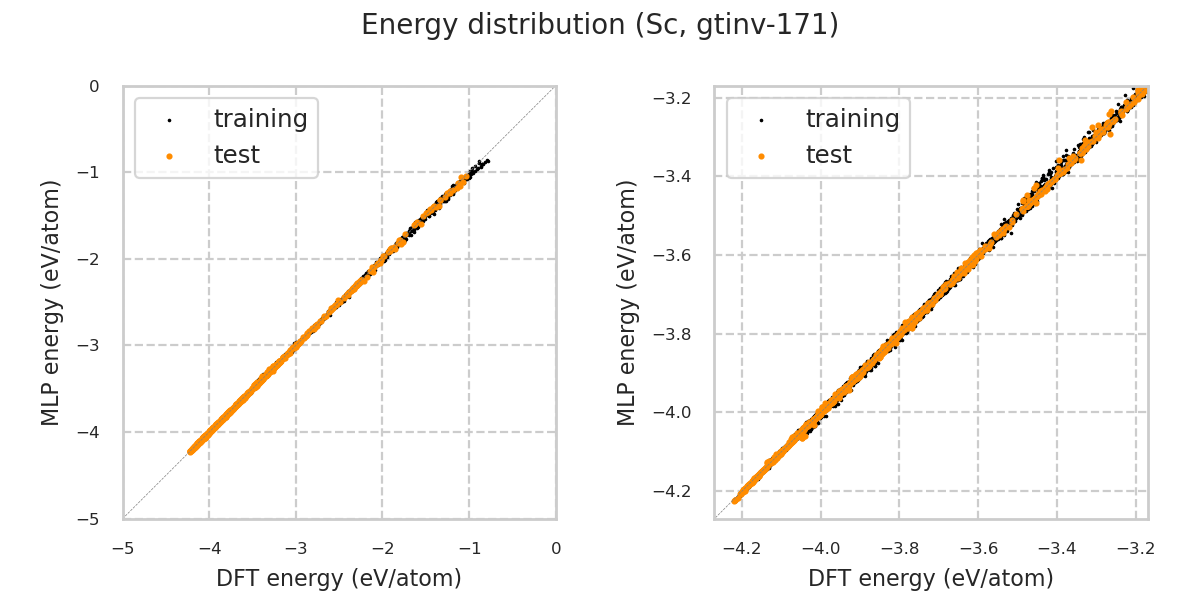 Energy distribution (Sc, gtinv-171)
training
test
0
−1
−2
−3
−4
−5
MLP energy (eV/atom)
−5
−4
−3
−2
−1
0
DFT energy (eV/atom)
training
test
−3.2
−3.4
−3.6
−3.8
−4.0
−4.2
MLP energy (eV/atom)
−4.2
−4.0
−3.8
−3.6
−3.4
−3.2
DFT energy (eV/atom)